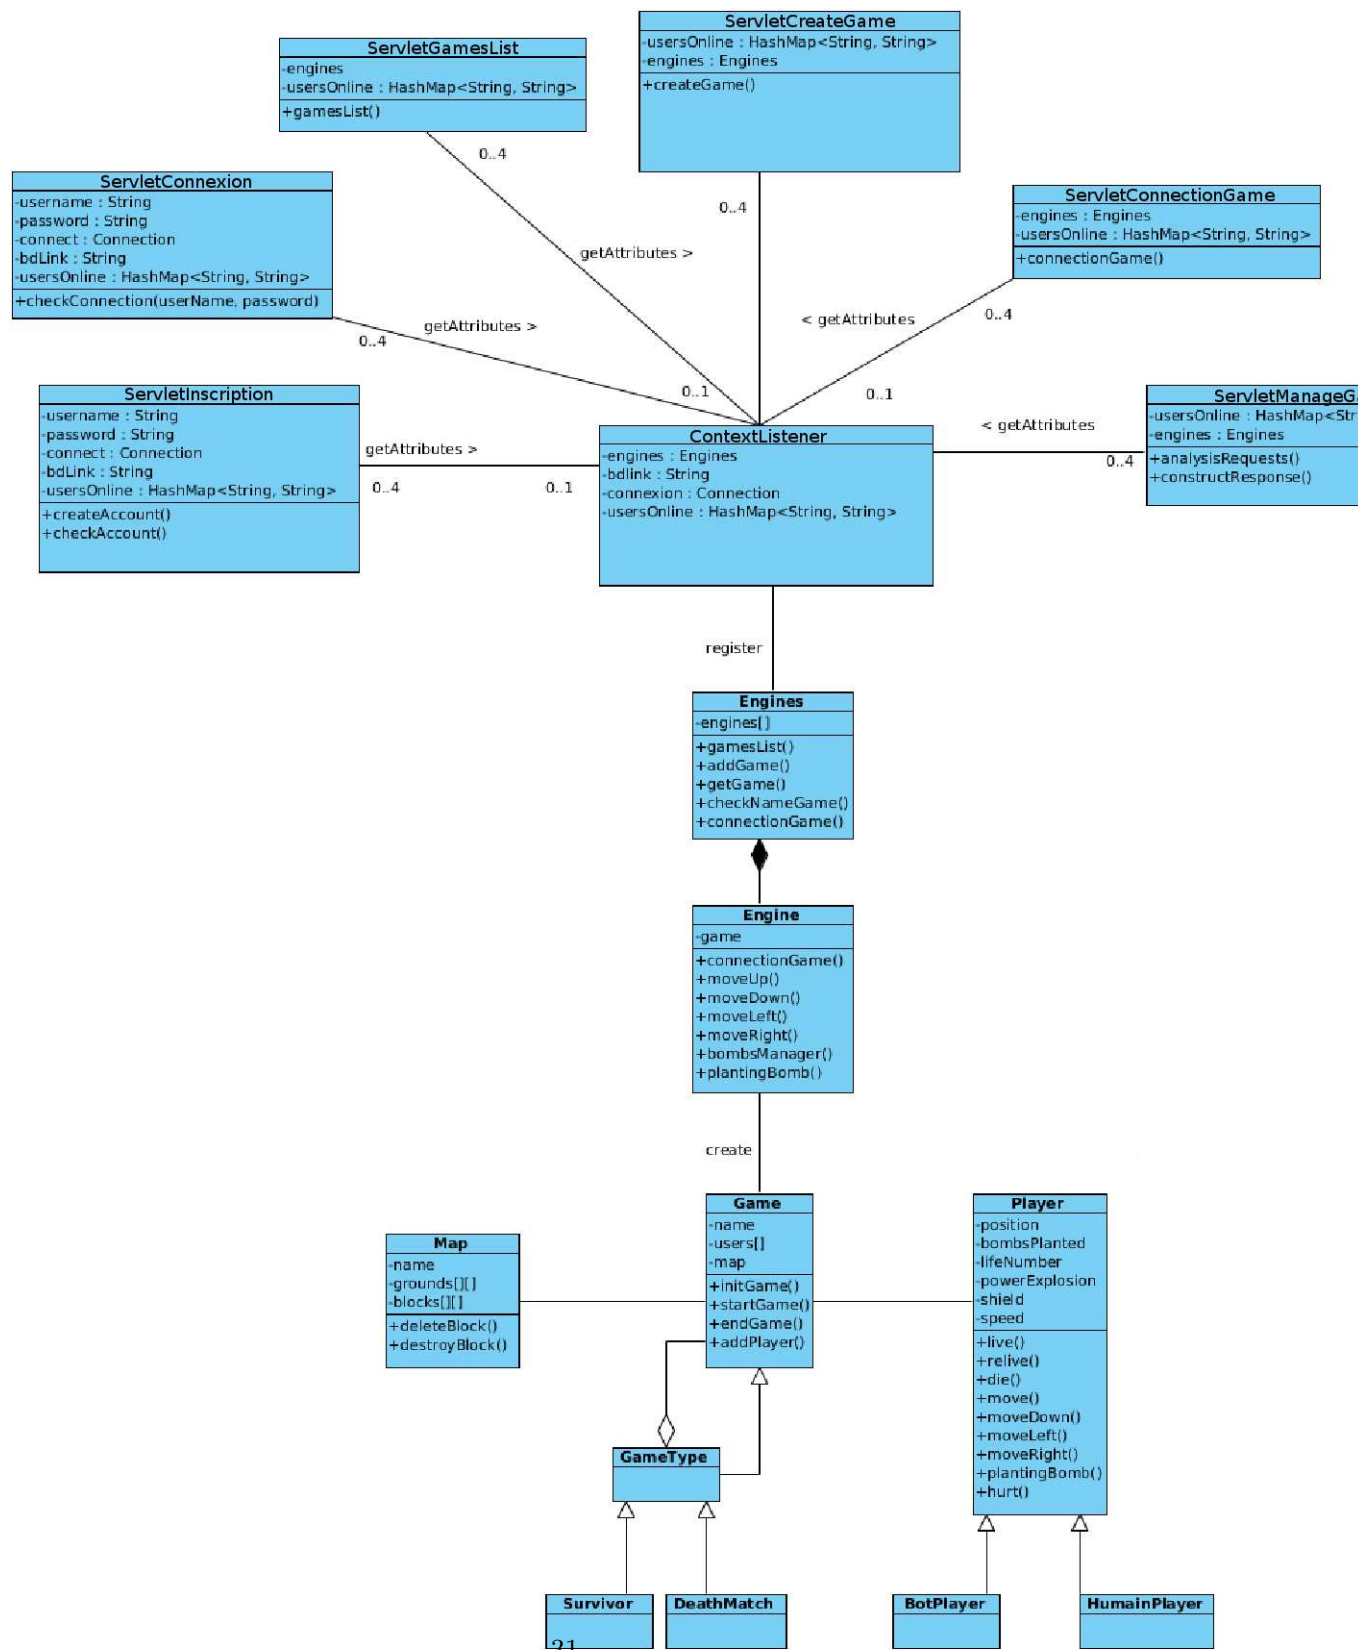 ServletCreateGame
-usersOnline : HashMap<String, String>
-engines : Engines
+createGame()
ServletGamesList
-engines
-usersOnline : HashMap<String, String>
+gamesList()
0..4
ServletConnexion
-username : String
-password : String
-connect : Connection
-bdLink : String
-usersOnline : HashMap<String, String>
+checkConnection(userName, password)
0..4
ServletConnectionGame
-engines : Engines
-usersOnline : HashMap<String, String>
+connectionGame()
getAttributes >
getAttributes >
< getAttributes
0..4
0..4
ServletInscription
-username : String
-password : String
-connect : Connection
-bdLink : String
-usersOnline : HashMap<String, String>
+createAccount()
+checkAccount()
0..1
0..1
ServletManageG
-usersOnline : HashMap<Str
-engines : Engines
+analysisRequests()
+constructResponse()
getAttributes >
0..4
0..1
< getAttributes
0..4
ContextListener
-engines : Engines
-bdlink : String
-connexion : Connection
-usersOnline : HashMap<String, String>
register
Engines
-engines[]
+gamesList()
+addGame()
+getGame()
+checkNameGame()
+connectionGame()
Engine
-game
+connectionGame()
+moveUp()
+moveDown()
+moveLeft()
+moveRight()
+bombsManager()
+plantingBomb()
create
Map
-name
-grounds[][]
-blocks[][]
+deleteBlock()
+destroyBlock()
Game
-name
-users[]
-map
+initGame()
+startGame()
+endGame()
+addPlayer()
Player
-position
-bombsPlanted
-lifeNumber
-powerExplosion
-shield
-speed
+live()
+relive()
+die()
+move()
+moveDown()
+moveLeft()
+moveRight()
+plantingBomb()
+hurt()
GameType
Survivor
DeathMatch
BotPlayer
HumainPlayer